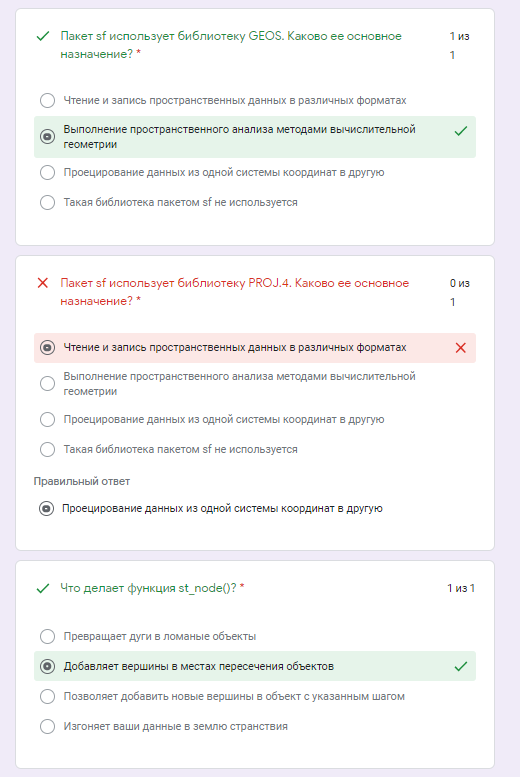 Пакет sf использует библиотеку GEOS. Каково ее основное
назначение? *
1 из
1
Чтение и запись пространственных данных в различных форматах
Выполнение пространственного анализа методами вычислительной
геометрии
Проецирование данных из одной системы координат в другую
Такая библиотека пакетом sf не используется
Пакет sf использует библиотеку PROJ.4. Каково ее основное
назначение? *
0 из
1
Чтение и запись пространственных данных в различных форматах
Выполнение пространственного анализа методами вычислительной
геометрии
Проецирование данных из одной системы координат в другую
Такая библиотека пакетом sf не используется
Правильный ответ
Проецирование данных из одной системы координат в другую
Что делает функция st_node()? *
1 из 1
Превращает дуги в ломаные объекты
Добавляет вершины в местах пересечения объектов
Позволяет добавить новые вершины в объект с указанным шагом
Изгоняет ваши данные в землю странствия